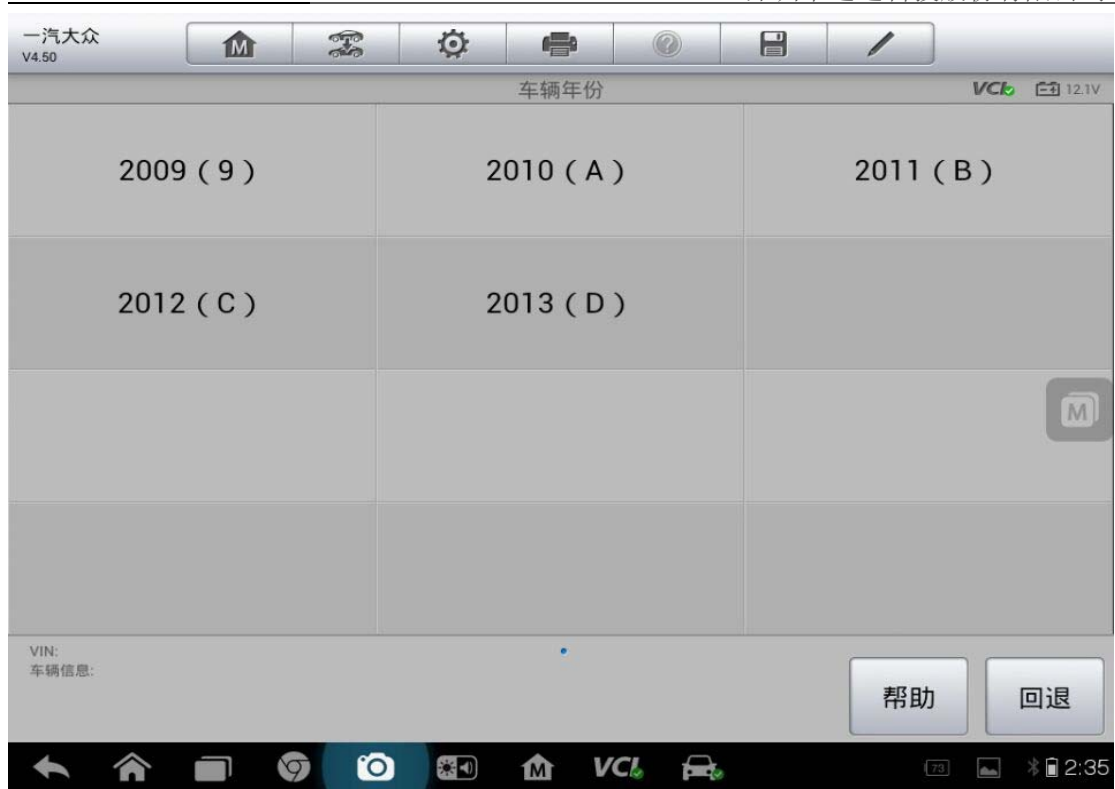 一汽大众
V4.50
车辆年份
VCI 12.1V
2009（9） 2010（A） 2011（B）
2012（C） 2013（D）
M
VIN:
车辆信息:
帮助 回退
M VCI 73 2:35